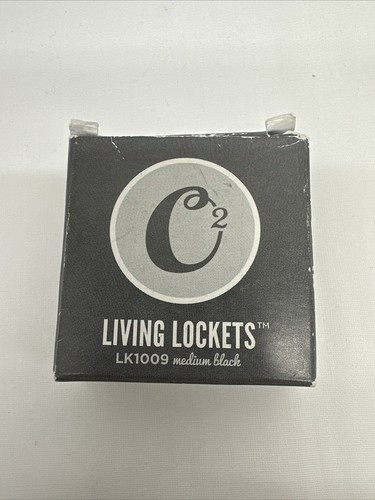 C2
LIVING LOCKETS™
LK1009 medium black